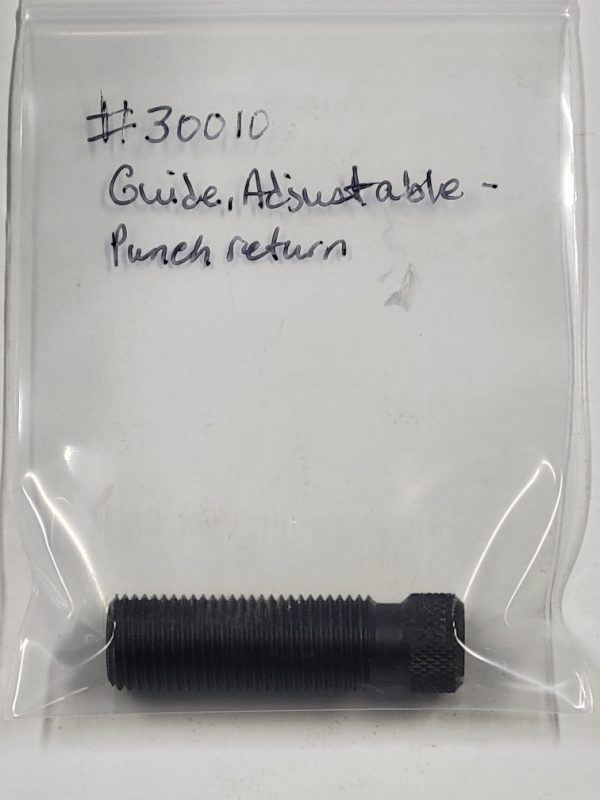 #30010
Guide, Adjustable -
Punch return